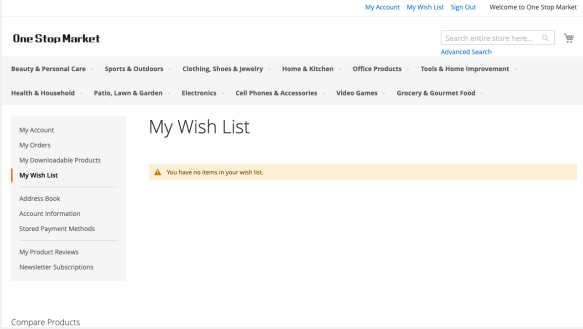 My Account My Wish List Sign Out Welcome to One Stop Market
One Stop Market
Search entire store here...
Advanced Search
Beauty & Personal Care Sports & Outdoors Clothing, Shoes & Jewelry Home & Kitchen Office Products Tools & Home Improvement
Health & Household Patio, Lawn & Garden Electronics Cell Phones & Accessories Video Games Grocery & Gourmet Food
My Account
My Orders
My Downloadable Products
My Wish List
Address Book
Account Information
Stored Payment Methods
My Product Reviews
Newsletter Subscriptions
My Wish List
You have no items in your wish list.
Compare Products